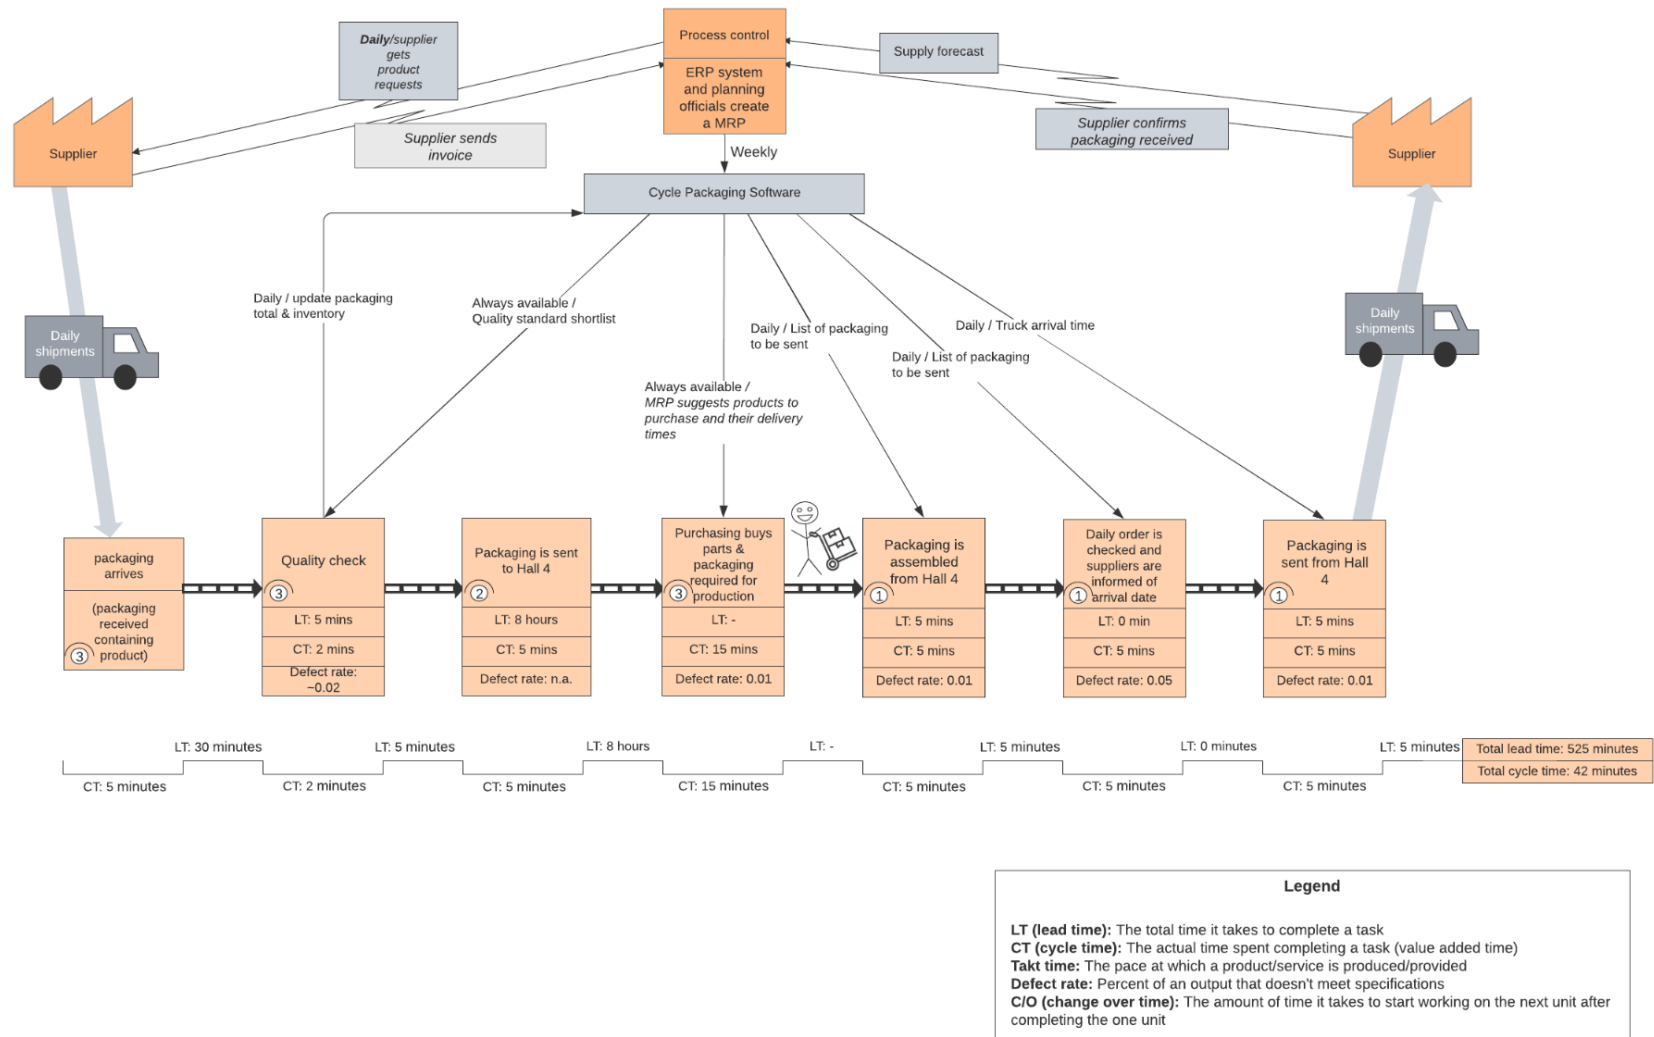 Process control
ERP system
and planning
officials create
a MRP
Daily/supplier
gets
product
requests
Supplier sends
invoice
Supply forecast
Supplier confirms
packaging received
Supplier
Supplier
Weekly
Cycle Packaging Software
Daily / update packaging
total & inventory
Always available /
Quality standard shortlist
Always available /
MRP suggests products to
purchase and their delivery
times
Daily / List of packaging
to be sent
Daily / List of packaging
to be sent
Daily / Truck arrival time
Daily
shipments
Daily
shipments
packaging
arrives
(packaging
received
containing
product)
3
Quality check
3
LT: 5 mins
CT: 2 mins
Defect rate:
~0.02
Packaging is sent
to Hall 4
2
LT: 8 hours
CT: 5 mins
Defect rate: n.a.
Purchasing buys
parts &
packaging
required for
production
3
LT: -
CT: 15 mins
Defect rate: 0.01
Packaging is
assembled
from Hall 4
1
LT: 5 mins
CT: 5 mins
Defect rate: 0.01
Daily order is
checked and
suppliers are
informed of
arrival date
1
LT: 0 min
CT: 5 mins
Defect rate: 0.05
Packaging is
sent from Hall
4
1
LT: 5 mins
CT: 5 mins
Defect rate: 0.01
LT: 30 minutes
LT: 5 minutes
LT: 8 hours
LT: -
LT: 5 minutes
LT: 0 minutes
LT: 5 minutes
Total lead time: 525 minutes
Total cycle time: 42 minutes
CT: 5 minutes
CT: 2 minutes
CT: 5 minutes
CT: 15 minutes
CT: 5 minutes
CT: 5 minutes
CT: 5 minutes
Legend
LT (lead time): The total time it takes to complete a task
CT (cycle time): The actual time spent completing a task (value added time)
Takt time: The pace at which a product/service is produced/provided
Defect rate: Percent of an output that doesn't meet specifications
C/O (change over time): The amount of time it takes to start working on the next unit after
completing the one unit